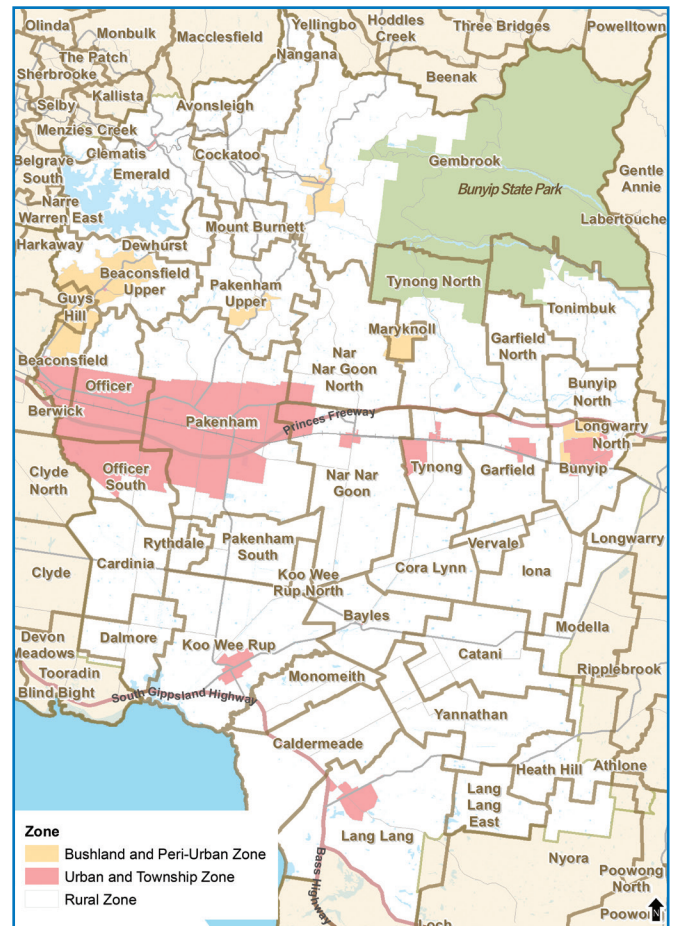 Olinda
Monbulk
Macclesfield
Yellingbo
Hoddles
Creek
Three Bridges
Powelltown
The Patch
Sherbrooke
Nangana
Beenak
Selby
Kallista
Avonsleigh
Menzies Creek
Belgrave
South
Clematis
Emerald
Cockatoo
Gembrook
Bunyip State Park
Gentle
Annie
Narre
Warren East
Labertouche
Harkaway
Dewhurst
Mount Burnett
Beaconsfield
Upper
Pakenham
Upper
Tynong North
Tonimbuk
Guys
Hill
Maryknoll
Nar
Nar Goon
North
Garfield
North
Beaconsfield
Officer
Bunyip
North
Berwick
Pakenham
Princes Freeway
Longwarry
North
Clyde
North
Officer
South
Nar Nar
Goon
Tynong
Garfield
Bunyip
Rythdale
Pakenham
South
Vervale
Longwarry
Clyde
Cardinia
Koo Wee
Rup North
Cora Lynn
Iona
Bayles
Modella
Devon
Meadows
Dalmore
Koo Wee Rup
Catani
Tooradin
Blind Bight
Monomeith
Ripplebrook
South Gippsland Highway
Yannathan
Caldermeade
Heath Hill
Athlone
Lang
Lang
East
Lang Lang
Bass Highway
Nyora
Poowong
North
Loch
N
Zone
Bushland and Peri-Urban Zone
Urban and Township Zone
Rural Zone